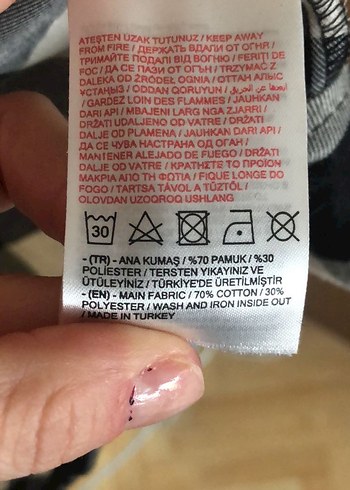 ATEŞTEN UZAK TUTUNUZ / KEEP AWAY
FROM FIRE / ДЕРЖАТЬ ВДАЛИ ОТ ОГНЯ /
ТРИМАЙТЕ ПОДАЛІ ВІД ВОГНЮ / FERIȚI DE
FOC / ДА СЕ ПАЗИ ОТ ОГЪН / TRZYMAĆ Z
DALEKA OD ŹRÓDEŁ OGNIA / ОТТАН АЛЫС
ҰСТАҢЫЗ / ODDAN QORUYUN / ابتعدوا عن الحريق
/ GARDEZ LOIN DES FLAMMES / JAUHKAN
DARI API / MBAJENI LARG NGA ZJARRI /
DRŽATI UDALJENO OD VATRE / DRŽATI
DALJE OD PLAMENA / JAUHKAN DARI API /
ДА СЕ ЧУВА НАСТРАНА ОД ОГАН /
MANTENER ALEJADO DE FUEGO / DRŽATI
DALJE OD VATRE / ΚΡΑΤΗΣΤΕ ΤΟ ΠΡΟΪΟΝ
ΜΑΚΡΙΑ ΑΠΟ ΤΗ ΦΩΤΙΑ / FIQUE LONGE DO
FOGO / TARTSA TÁVOL A TŰZTŐL /
OLOVDAN UZOQROQ USHLANG
30
- (TR) - ANA KUMAŞ / %70 PAMUK / %30
POLİESTER / TERSTEN YIKAYINIZ VE
ÜTÜLEYİNİZ / TÜRKİYE'DE ÜRETİLMİŞTİR
- (EN) - MAIN FABRIC / 70% COTTON / 30%
POLYESTER / WASH AND IRON INSIDE OUT
/ MADE IN TURKEY